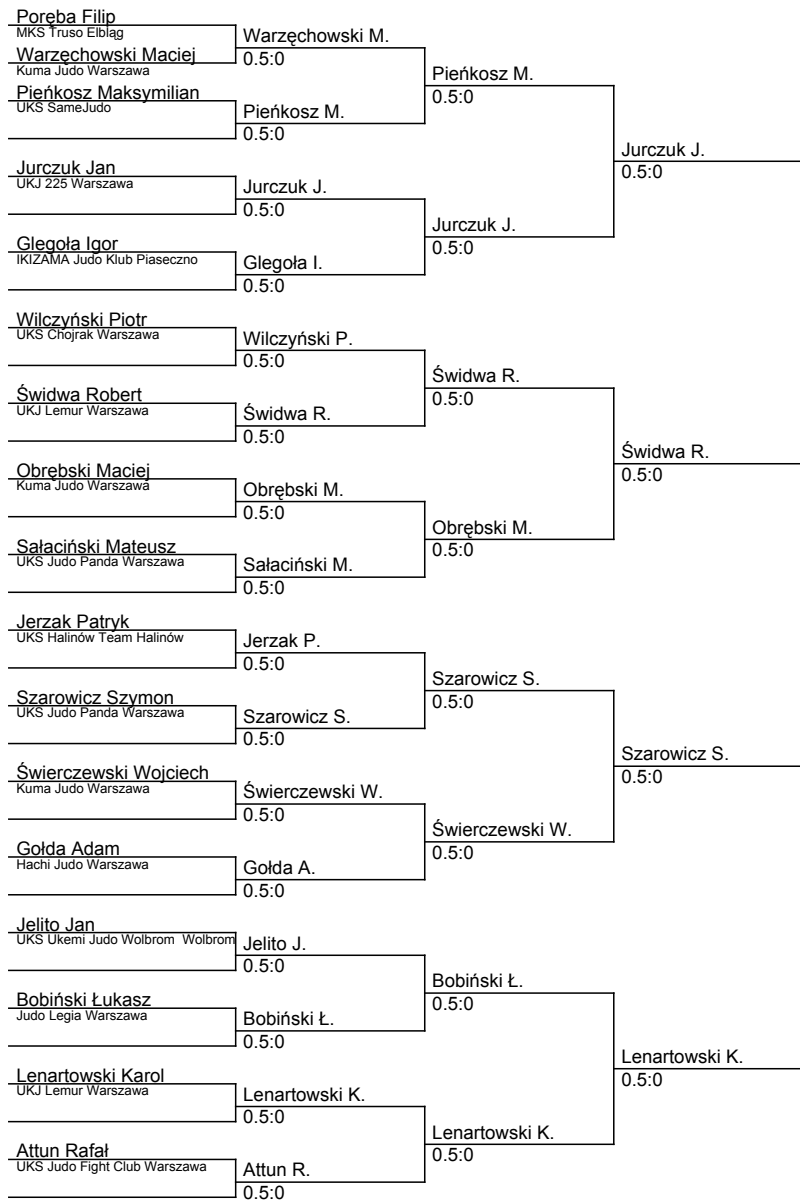 Poręba Filip
MKS Truso Elbląg
Warzęchowski Maciej
Kuma Judo Warszawa
Pieńkosz Maksymilian
UKS SameJudo
Jurczuk Jan
UKJ 225 Warszawa
Glegoła Igor
IKIZAMA Judo Klub Piaseczno
Wilczyński Piotr
UKS Chojrak Warszawa
Świdwa Robert
UKJ Lemur Warszawa
Obrębski Maciej
Kuma Judo Warszawa
Sałaciński Mateusz
UKS Judo Panda Warszawa
Jerzak Patryk
UKS Halinów Team Halinów
Szarowicz Szymon
UKS Judo Panda Warszawa
Świerczewski Wojciech
Kuma Judo Warszawa
Gołda Adam
Hachi Judo Warszawa
Jelito Jan
UKS Ukemi Judo Wolbrom  Wolbrom
Bobiński Łukasz
Judo Legia Warszawa
Lenartowski Karol
UKJ Lemur Warszawa
Attun Rafał
UKS Judo Fight Club Warszawa
Warzęchowski M.
0.5:0
Pieńkosz M.
0.5:0
Jurczuk J.
0.5:0
Glegoła I.
0.5:0
Wilczyński P.
0.5:0
Świdwa R.
0.5:0
Obrębski M.
0.5:0
Sałaciński M.
0.5:0
Jerzak P.
0.5:0
Szarowicz S.
0.5:0
Świerczewski W.
0.5:0
Gołda A.
0.5:0
Jelito J.
0.5:0
Bobiński Ł.
0.5:0
Lenartowski K.
0.5:0
Attun R.
0.5:0
Pieńkosz M.
0.5:0
Jurczuk J.
0.5:0
Świdwa R.
0.5:0
Obrębski M.
0.5:0
Szarowicz S.
0.5:0
Świerczewski W.
0.5:0
Bobiński Ł.
0.5:0
Lenartowski K.
0.5:0
Jurczuk J.
0.5:0
Świdwa R.
0.5:0
Szarowicz S.
0.5:0
Lenartowski K.
0.5:0